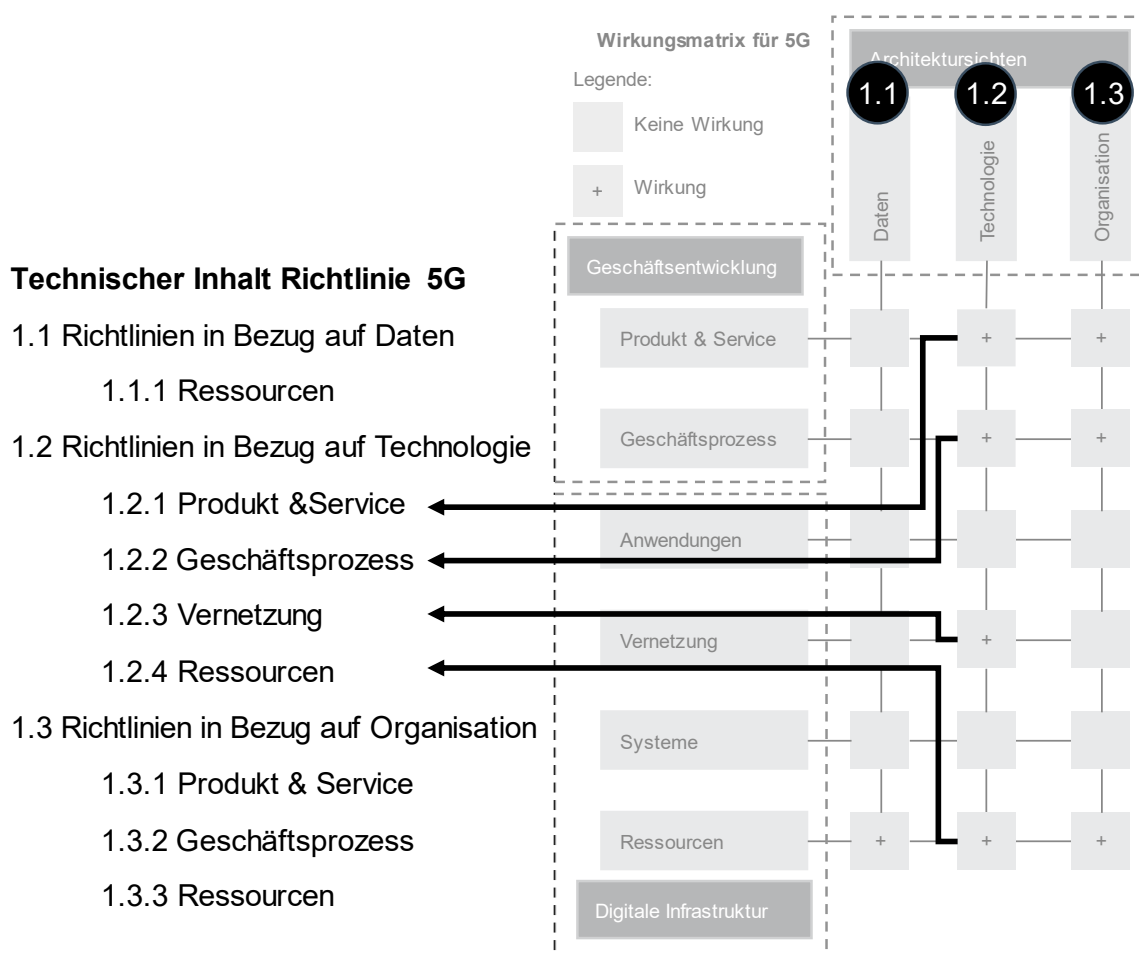 Wirkungsmatrix für 5G
Legende:
Keine Wirkung
+ Wirkung
Architektursichten
1.1 1.2 1.3
Daten
Technologie
Organisation
Technischer Inhalt Richtlinie 5G
1.1 Richtlinien in Bezug auf Daten
1.1.1 Ressourcen
1.2 Richtlinien in Bezug auf Technologie
1.2.1 Produkt &Service
1.2.2 Geschäftsprozess
1.2.3 Vernetzung
1.2.4 Ressourcen
1.3 Richtlinien in Bezug auf Organisation
1.3.1 Produkt & Service
1.3.2 Geschäftsprozess
1.3.3 Ressourcen
Geschäftsentwicklung
Produkt & Service + +
Geschäftsprozess + +
Anwendungen
Vernetzung +
Systeme
Ressourcen + + +
Digitale Infrastruktur